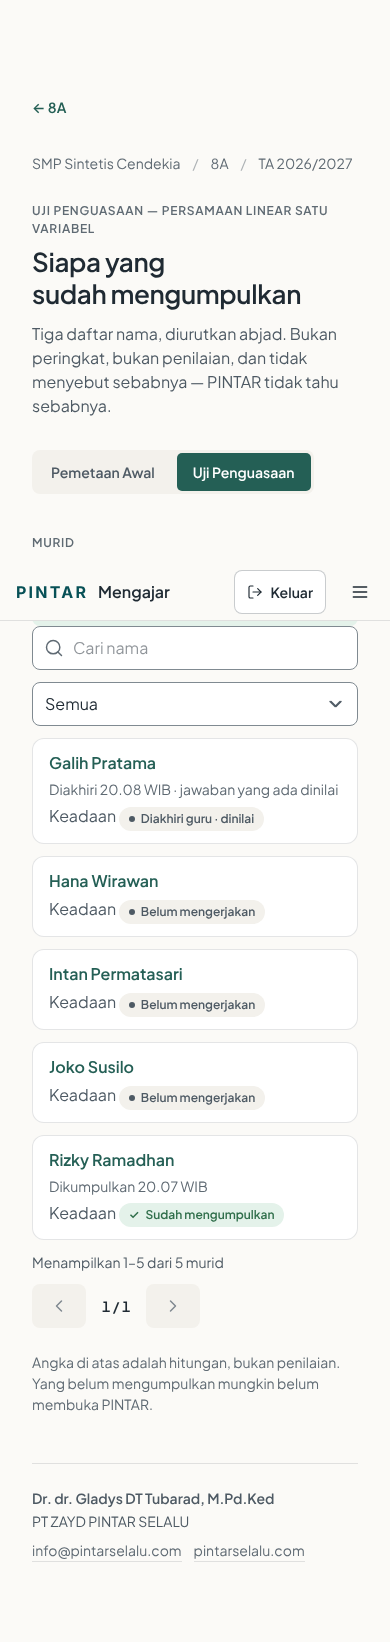 ← 8A
SMP Sintetis Cendekia / 8A / TA 2026/2027
UJI PENGUASAAN — PERSAMAAN LINEAR SATU
VARIABEL
Siapa yang
sudah mengumpulkan
Tiga daftar nama, diurutkan abjad. Bukan
peringkat, bukan penilaian, dan tidak
menyebut sebabnya — PINTAR tidak tahu
sebabnya.
Pemetaan Awal Uji Penguasaan
MURID
PINTAR Mengajar Keluar
Cari nama
Semua
Galih Pratama
Diakhiri 20.08 WIB · jawaban yang ada dinilai
Keadaan • Diakhiri guru · dinilai
Hana Wirawan
Keadaan • Belum mengerjakan
Intan Permatasari
Keadaan • Belum mengerjakan
Joko Susilo
Keadaan • Belum mengerjakan
Rizky Ramadhan
Dikumpulkan 20.07 WIB
Keadaan ✓ Sudah mengumpulkan
Menampilkan 1–5 dari 5 murid
1/1
Angka di atas adalah hitungan, bukan penilaian.
Yang belum mengumpulkan mungkin belum
membuka PINTAR.
Dr. dr. Gladys DT Tubarad, M.Pd.Ked
PT ZAYD PINTAR SELALU
info@pintarselalu.com pintarselalu.com